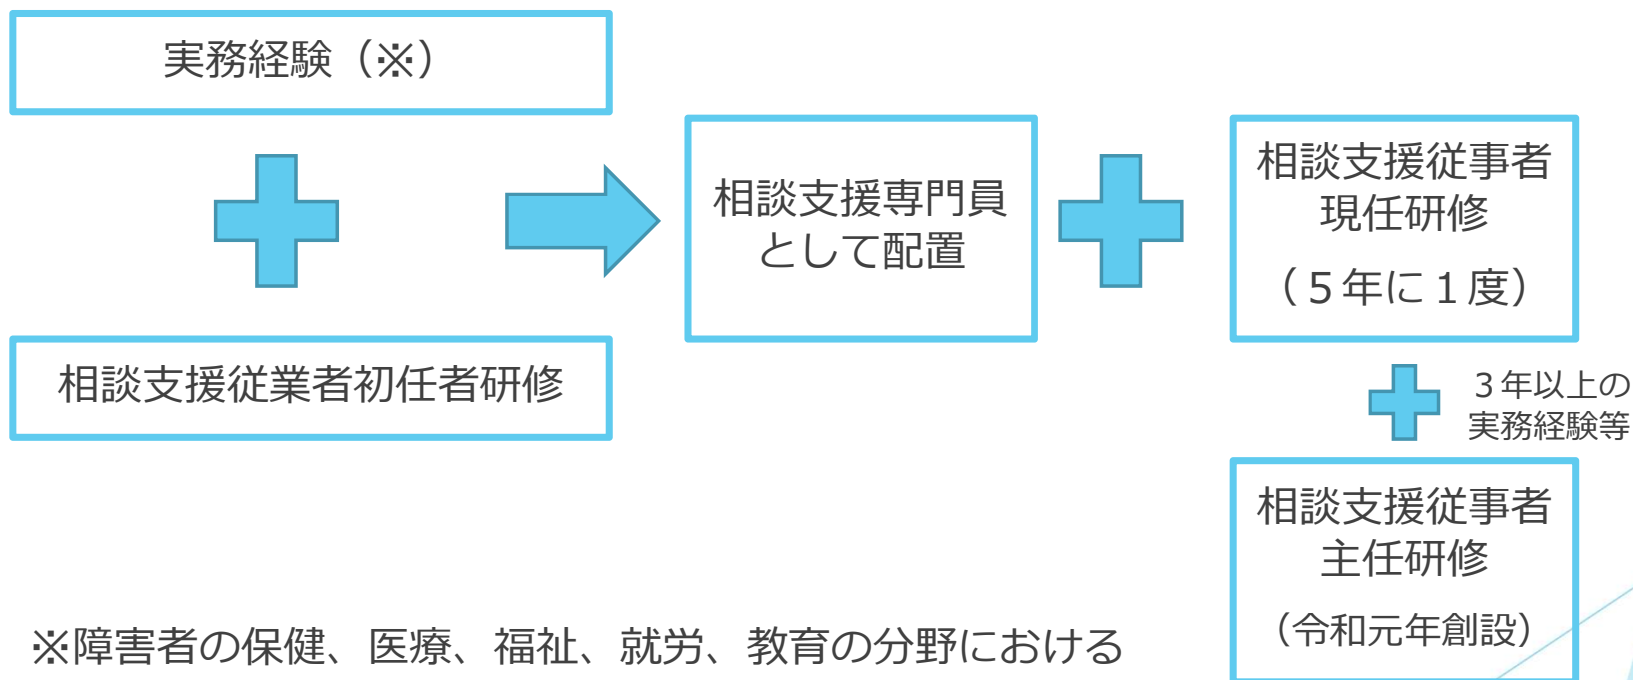 実務経験（※）
相談支援従業者初任者研修
相談支援専門員
として配置
相談支援従事者
現任研修
（５年に１度）
３年以上の
実務経験等
相談支援従事者
主任研修
（令和元年創設）
※障害者の保健、医療、福祉、就労、教育の分野における